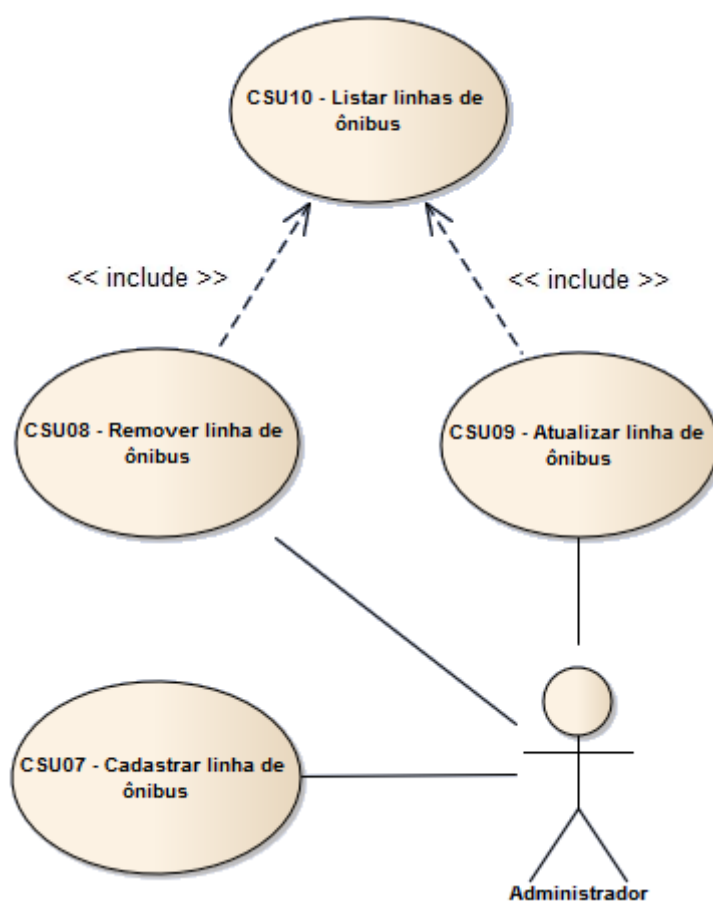 CSU10 - Listar linhas de
ônibus
<< include >>
<< include >>
CSU08 - Remover linha de
ônibus
CSU09 - Atualizar linha de
ônibus
CSU07 - Cadastrar linha de
ônibus
Administrador